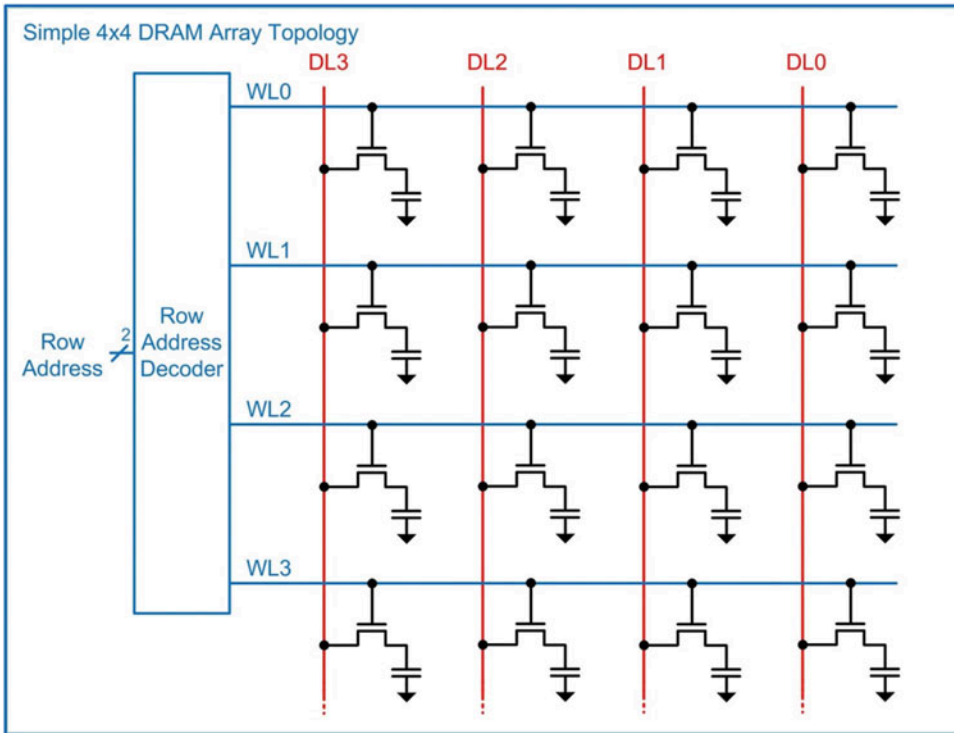 Simple 4x4 DRAM Array Topology
DL3 DL2 DL1 DL0
WL0
WL1
Row
Address
2
Row
Address
Decoder
WL2
WL3